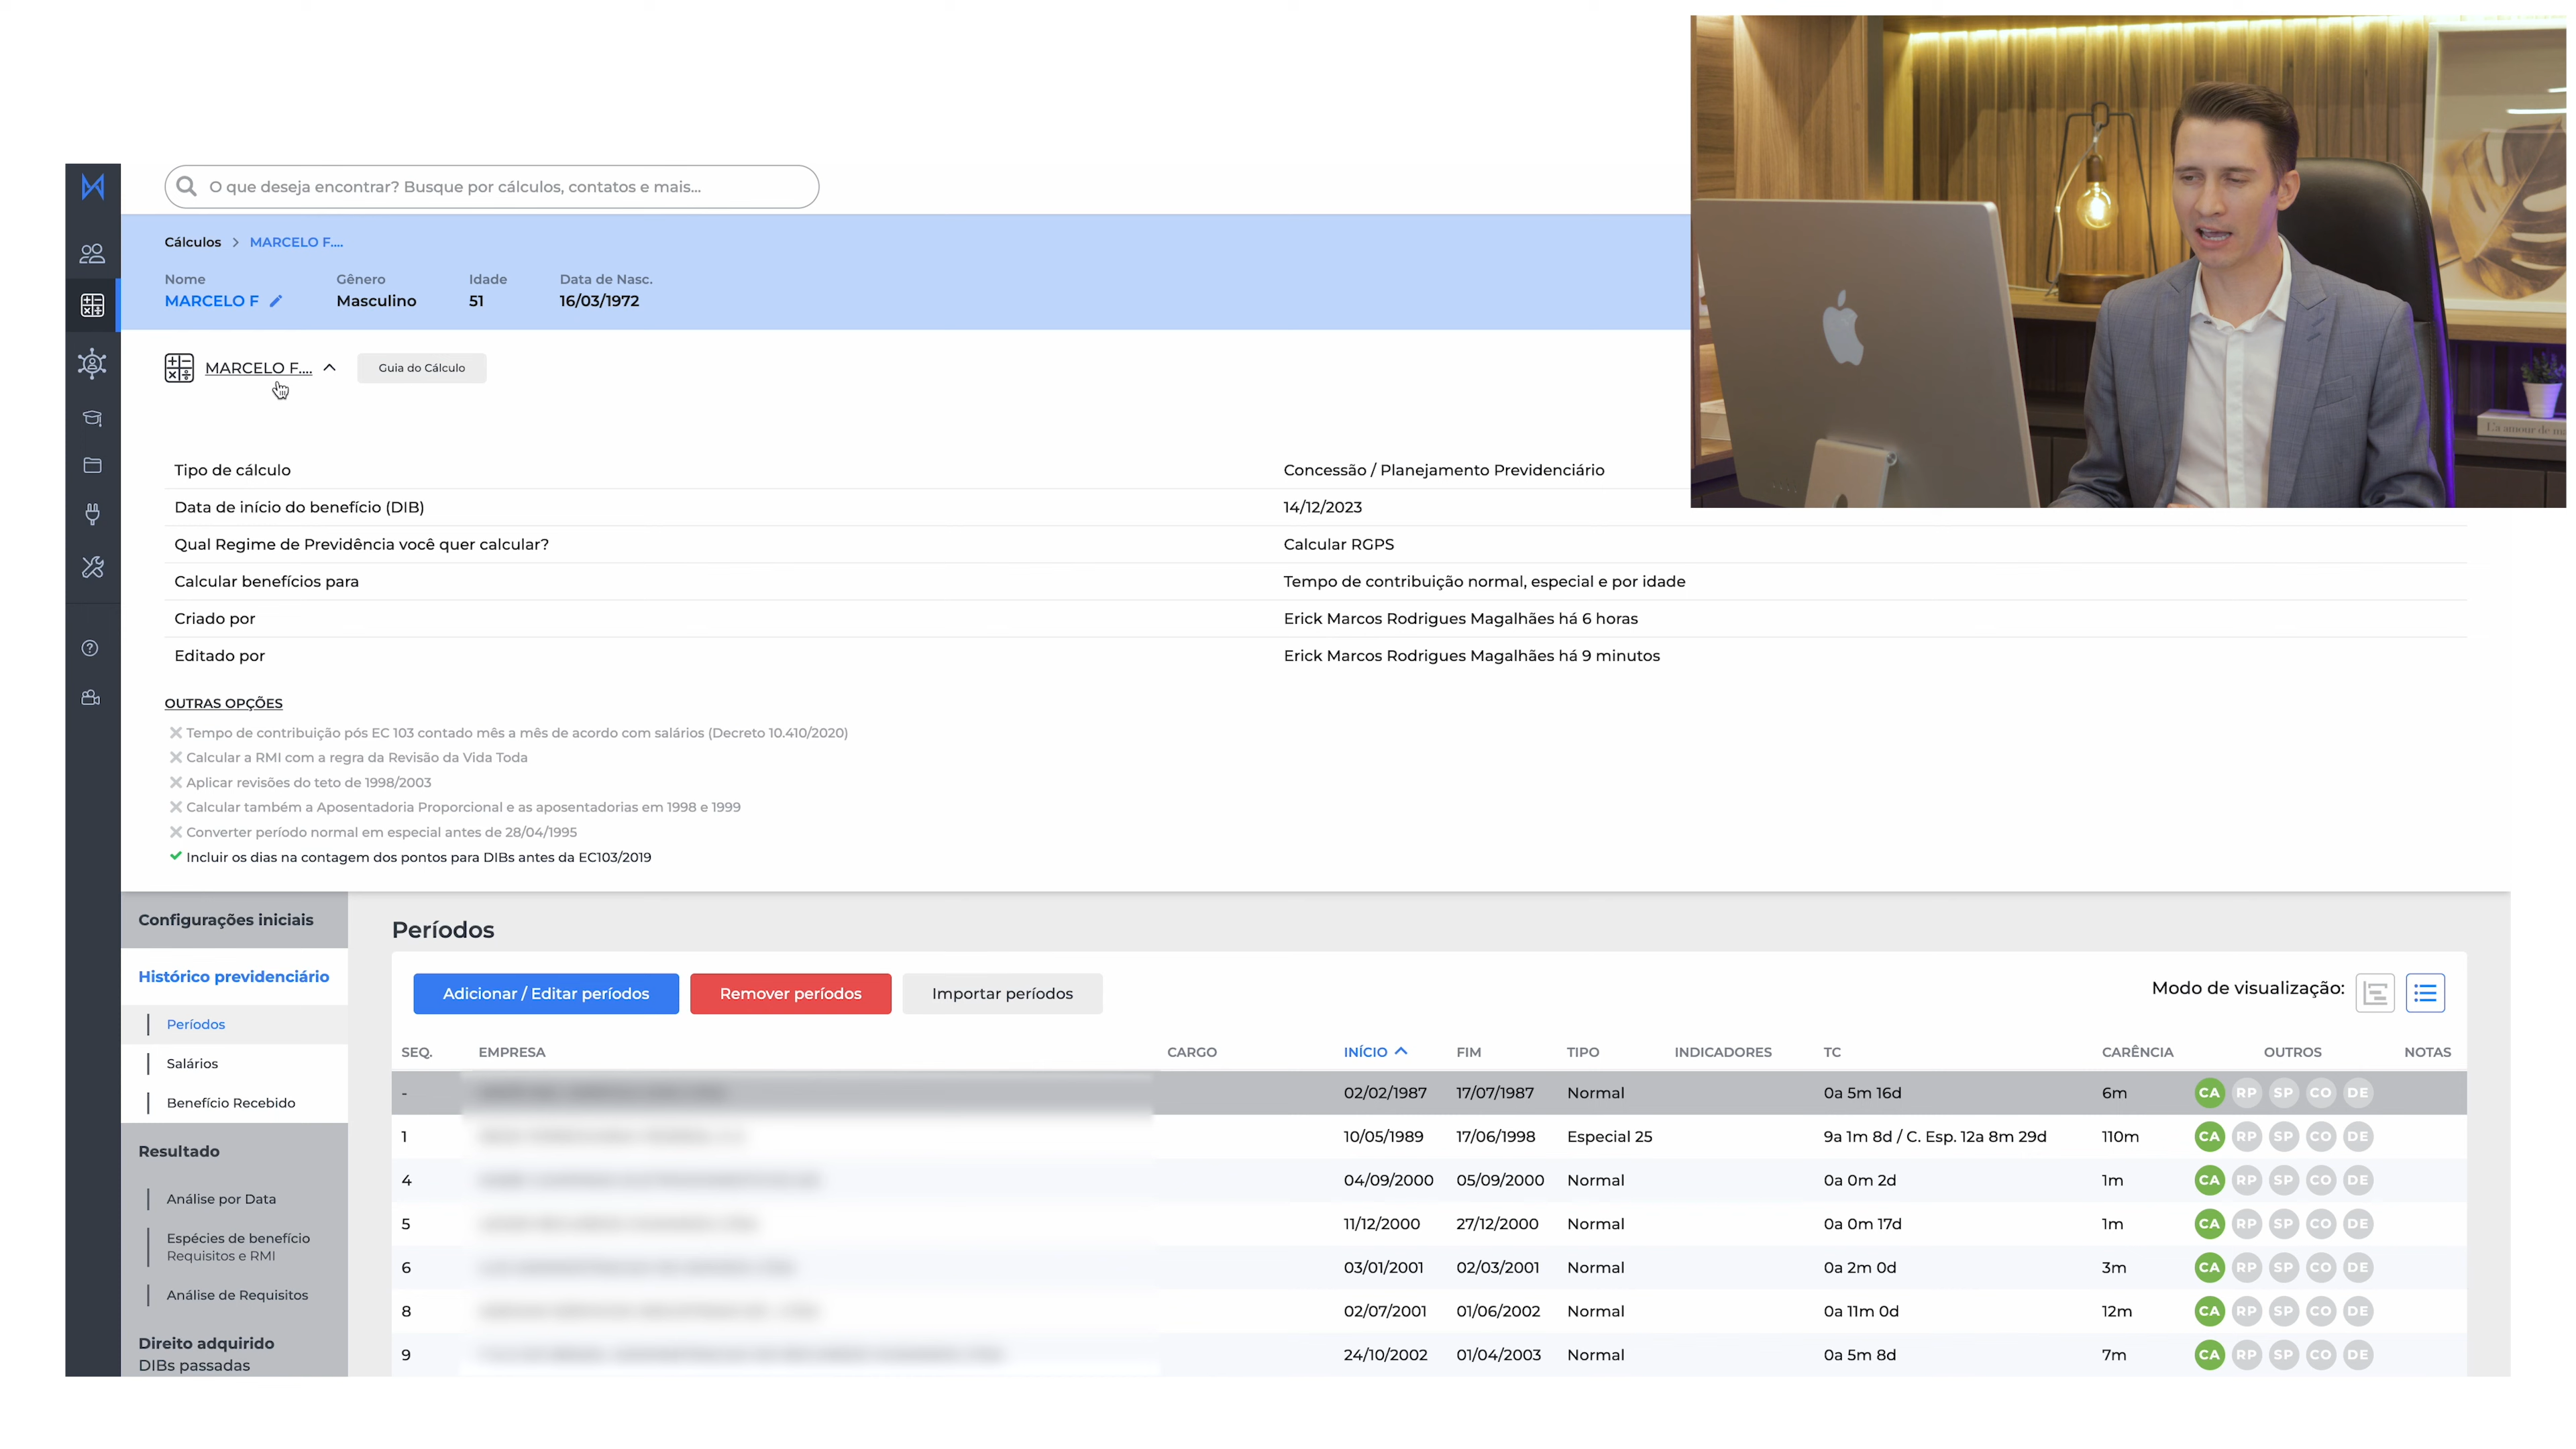 O que deseja encontrar? Busque por cálculos, contatos e mais...
Cálculos > MARCELO F....
Nome Gênero Idade Data de Nasc.
MARCELO F Masculino 51 16/03/1972
MARCELO F.... Guia do Cálculo
Tipo de cálculo Concessão / Planejamento Previdenciário
Data de início do benefício (DIB) 14/12/2023
Qual Regime de Previdência você quer calcular? Calcular RGPS
Calcular benefícios para Tempo de contribuição normal, especial e por idade
Criado por Erick Marcos Rodrigues Magalhães há 6 horas
Editado por Erick Marcos Rodrigues Magalhães há 9 minutos
OUTRAS OPÇÕES
Tempo de contribuição pós EC 103 contado mês a mês de acordo com salários (Decreto 10.410/2020)
Calcular a RMI com a regra da Revisão da Vida Toda
Aplicar revisões do teto de 1998/2003
Calcular também a Aposentadoria Proporcional e as aposentadorias em 1998 e 1999
Converter período normal em especial antes de 28/04/1995
Incluir os dias na contagem dos pontos para DIBs antes da EC103/2019
Configurações iniciais
Histórico previdenciário
Períodos
Salários
Benefício Recebido
Resultado
Análise por Data
Espécies de benefício
Requisitos e RMI
Análise de Requisitos
Direito adquirido
DIBs passadas
Períodos
Adicionar / Editar períodos Remover períodos Importar períodos Modo de visualização:
SEQ. EMPRESA CARGO INÍCIO FIM TIPO INDICADORES TC CARÊNCIA OUTROS NOTAS
- 02/02/1987 17/07/1987 Normal 0a 5m 16d 6m CA RP SP CO DE
1 10/05/1989 17/06/1998 Especial 25 9a 1m 8d / C. Esp. 12a 8m 29d 110m CA RP SP CO DE
4 04/09/2000 05/09/2000 Normal 0a 0m 2d 1m CA RP SP CO DE
5 11/12/2000 27/12/2000 Normal 0a 0m 17d 1m CA RP SP CO DE
6 03/01/2001 02/03/2001 Normal 0a 2m 0d 3m CA RP SP CO DE
8 02/07/2001 01/06/2002 Normal 0a 11m 0d 12m CA RP SP CO DE
9 24/10/2002 01/04/2003 Normal 0a 5m 8d 7m CA RP SP CO DE
L'a amour de